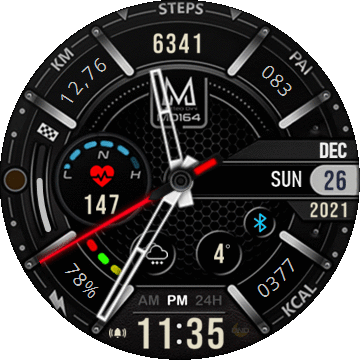 STEPS
6341
KM
12,76
PAI
083
M
MD164
L N H
147
DEC
SUN 26
2021
78%
4°
0377
KCAL
AM PM 24H
11:35